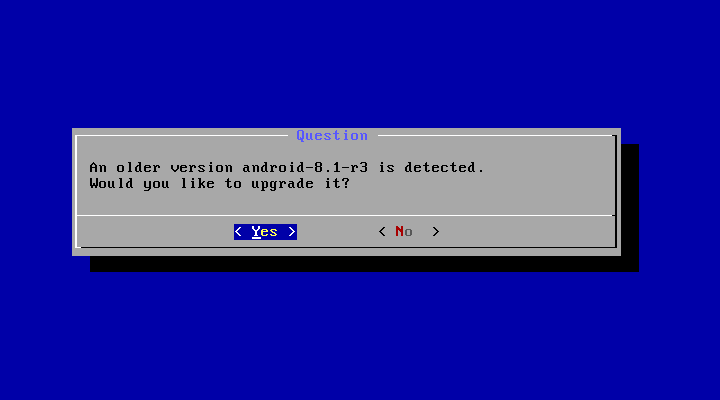 Question
An older version android-8.1-r3 is detected.
Would you like to upgrade it?
< Yes > < No >